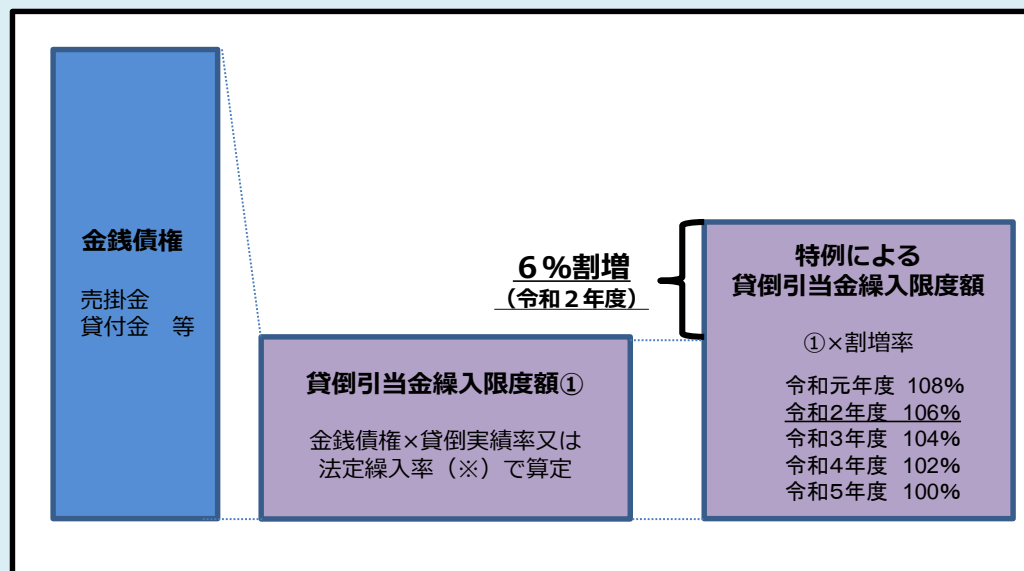 金銭債権
売掛金
貸付金　等
貸倒引当金繰入限度額①
金銭債権×貸倒実績率又は
法定繰入率（※）で算定
６％割増
（令和２年度）
特例による
貸倒引当金繰入限度額
①×割増率
令和元年度 108%
令和2年度 106%
令和3年度 104%
令和4年度 102%
令和5年度 100%